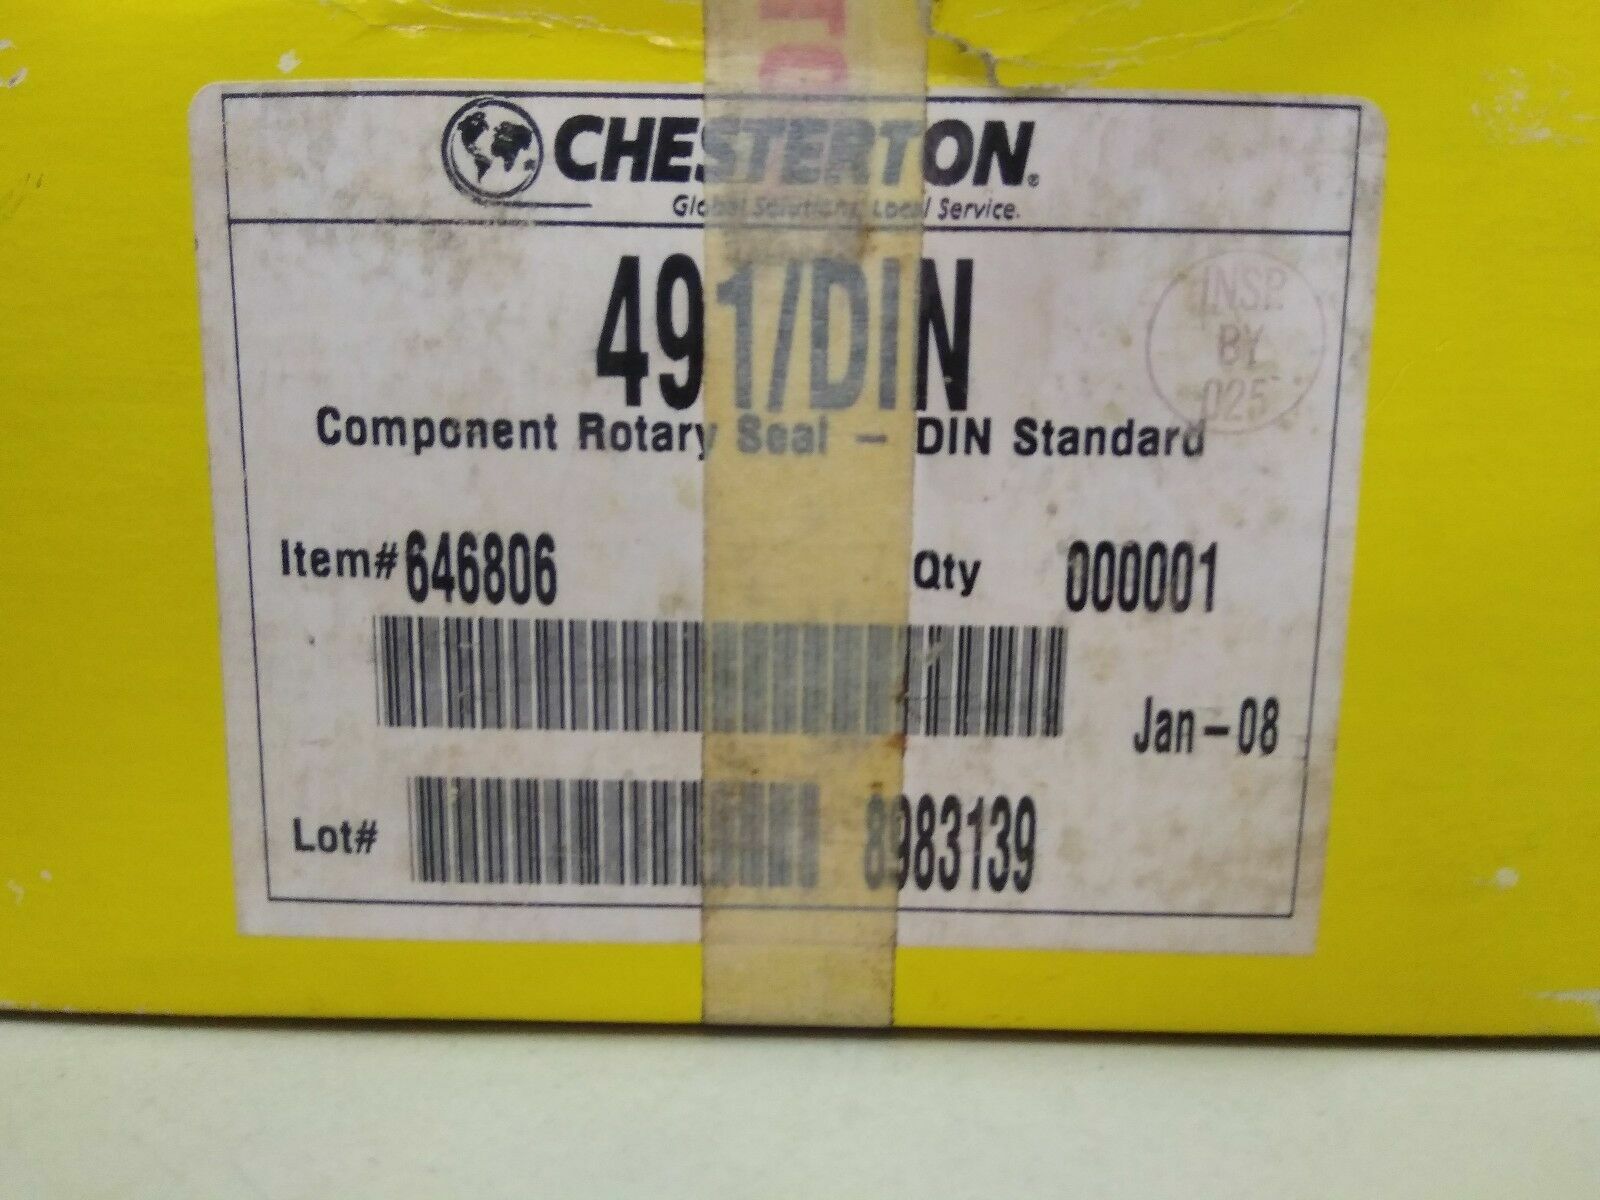 CHESTERTON®
Global Solutions, Local Service.
491/DIN
INSP.
BY
025
Component Rotary Seal – DIN Standard
Item# 646806 Qty 000001
Jan-08
Lot# 8983139